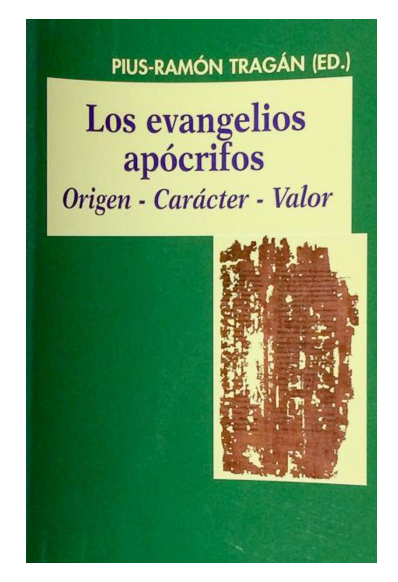 PIUS-RAMÓN TRAGÁN (ED.)
Los evangelios
apócrifos
Origen - Carácter - Valor